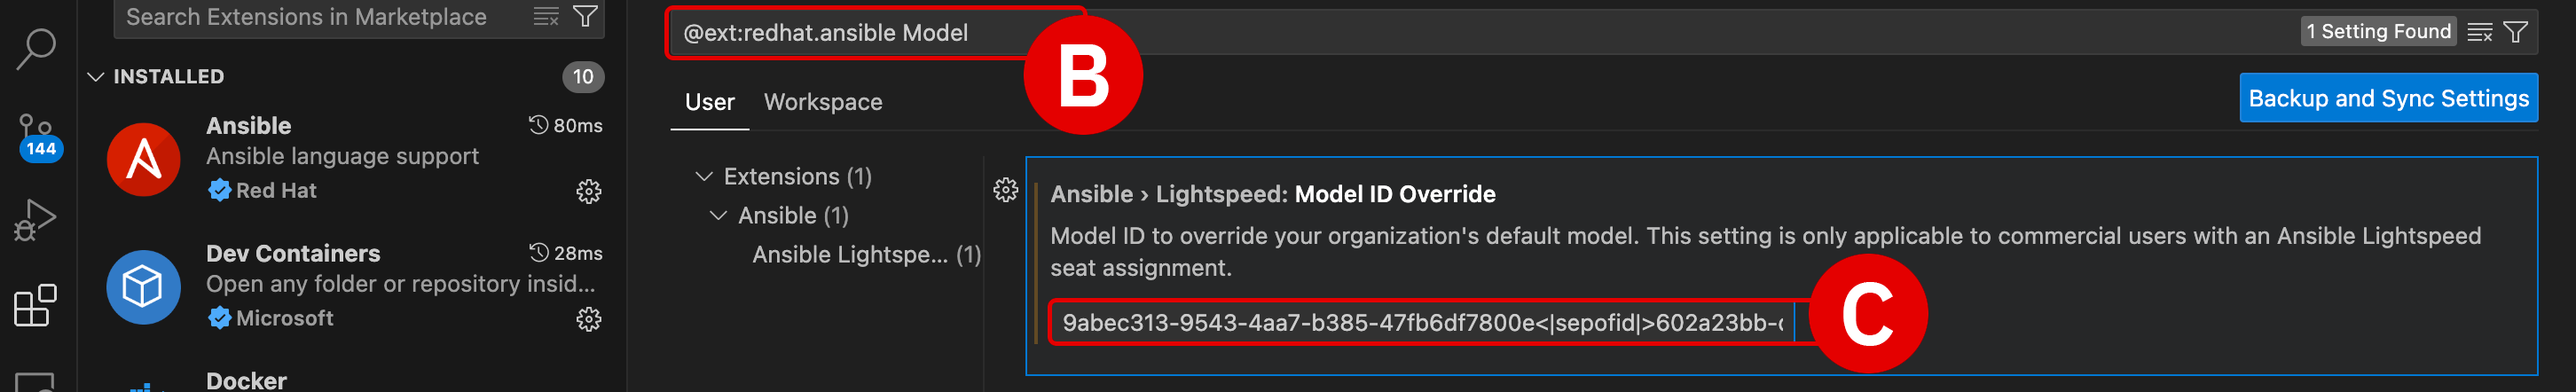 Search Extensions in Marketplace
INSTALLED
10
144
Ansible
80ms
Ansible language support
Red Hat
Dev Containers
28ms
Open any folder or repository insid...
Microsoft
Docker
@ext:redhat.ansible Model
B
1 Setting Found
User
Workspace
Backup and Sync Settings
Extensions (1)
Ansible (1)
Ansible Lightspe... (1)
Ansible › Lightspeed: Model ID Override
Model ID to override your organization's default model. This setting is only applicable to commercial users with an Ansible Lightspeed
seat assignment.
9abec313-9543-4aa7-b385-47fb6df7800e<|sepofid|>602a23bb-
C